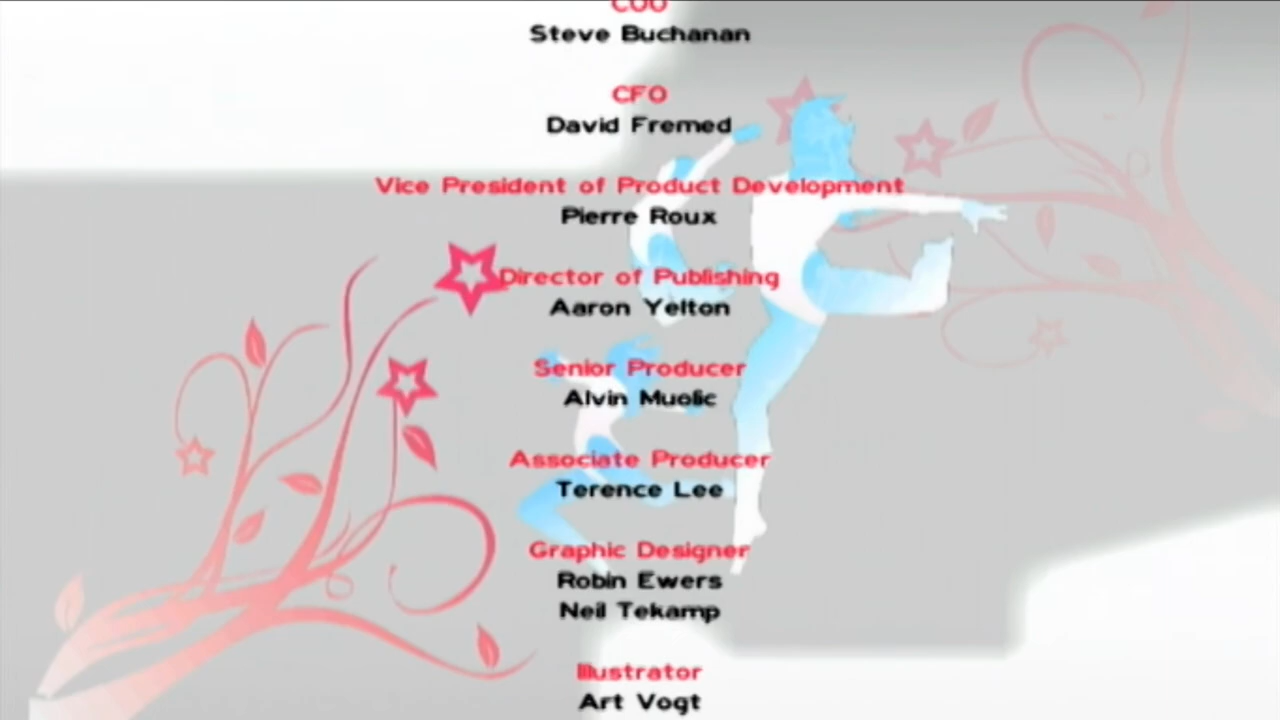 COO
Steve Buchanan
CFO
David Fremed
Vice President of Product Development
Pierre Roux
Director of Publishing
Aaron Yelton
Senior Producer
Alvin Muolic
Associate Producer
Terence Lee
Graphic Designer
Robin Ewers
Neil Tekamp
Illustrator
Art Vogt